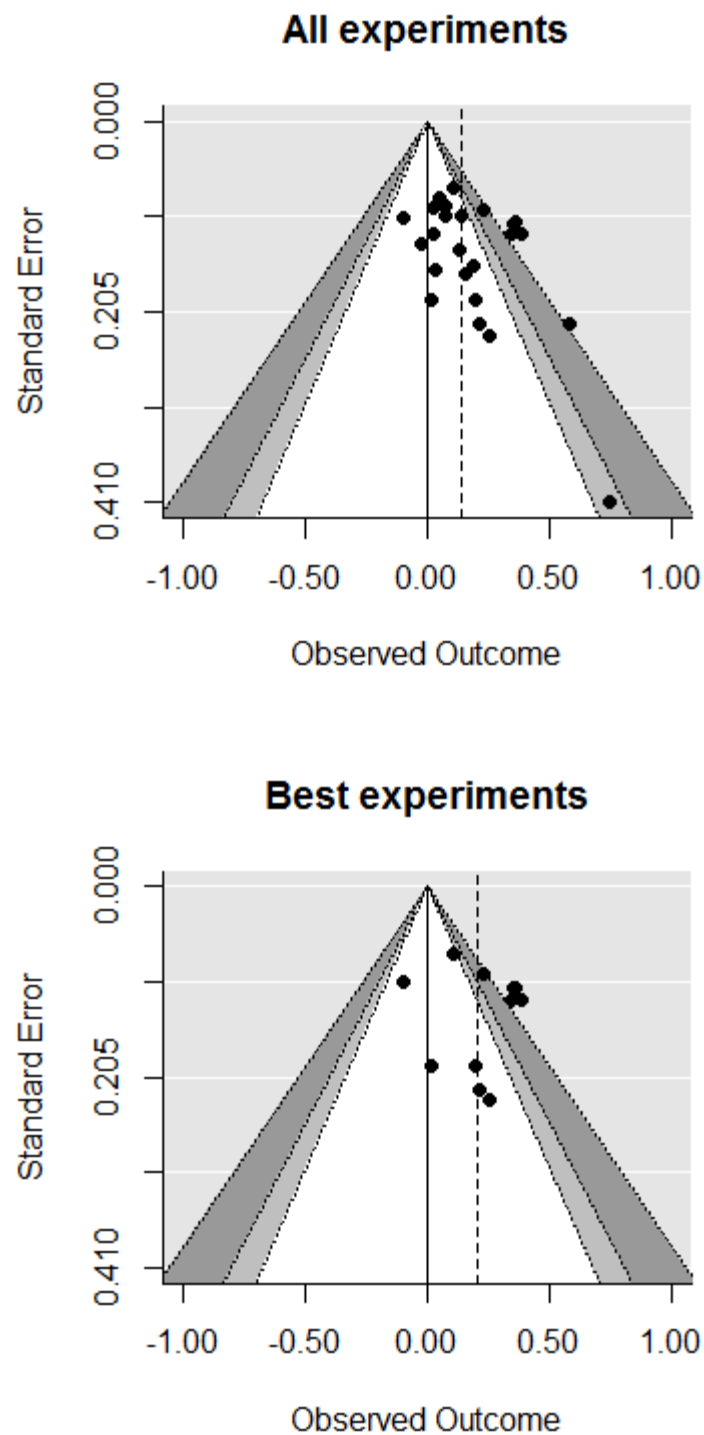 All experiments
0.000
0.205
0.410
Standard Error
-1.00 -0.50 0.00 0.50 1.00
Observed Outcome
Best experiments
0.000
0.205
0.410
Standard Error
-1.00 -0.50 0.00 0.50 1.00
Observed Outcome